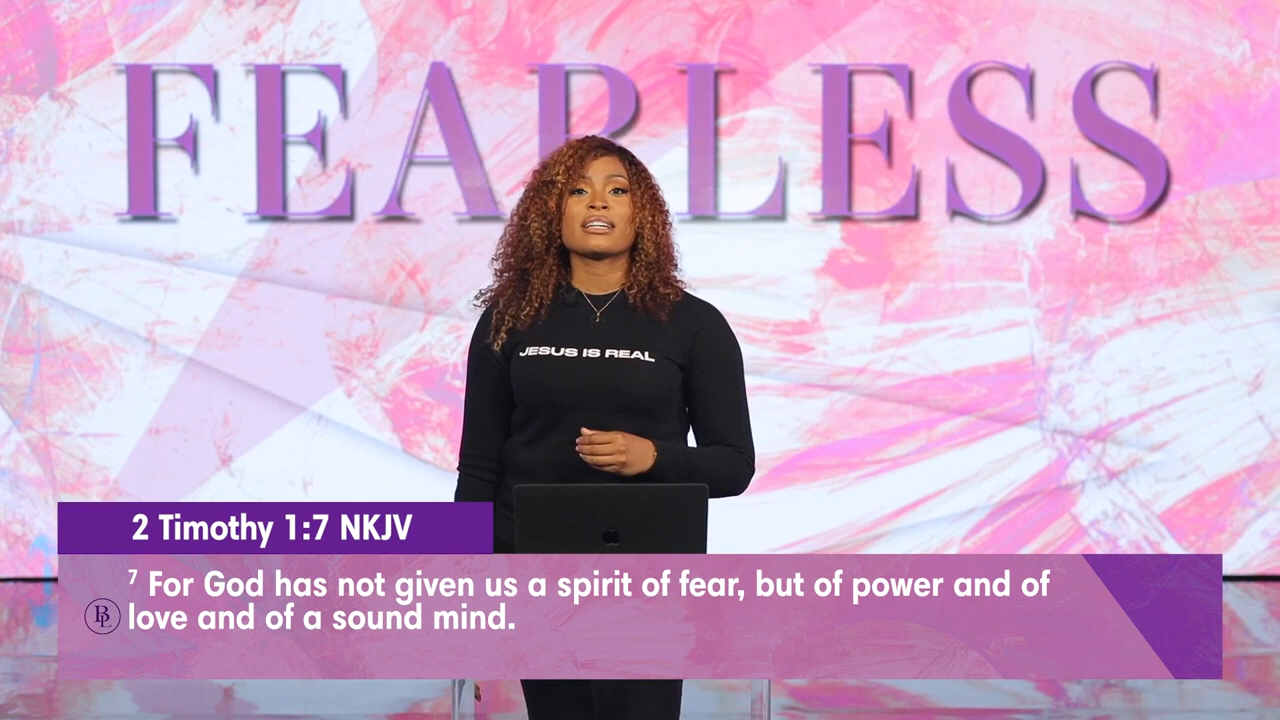 FEARLESS
JESUS IS REAL
2 Timothy 1:7 NKJV
7 For God has not given us a spirit of fear, but of power and of
love and of a sound mind.
BL